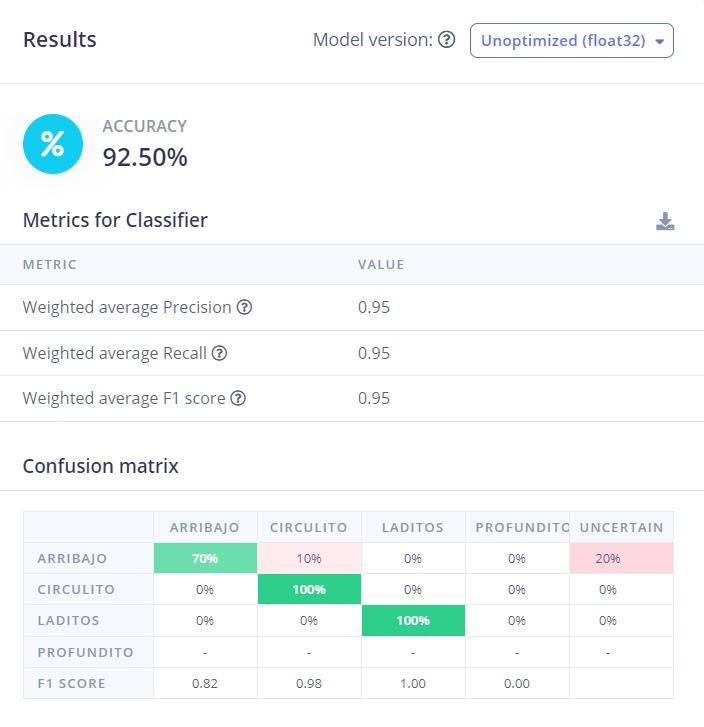 Results
Model version:
Unoptimized (float32)
%
ACCURACY
92.50%
Metrics for Classifier
METRIC VALUE
Weighted average Precision ? 0.95
Weighted average Recall ? 0.95
Weighted average F1 score ? 0.95
Confusion matrix
ARRIBAJO CIRCULITO LADITOS PROFUNDITO UNCERTAIN
ARRIBAJO 70% 10% 0% 0% 20%
CIRCULITO 0% 100% 0% 0% 0%
LADITOS 0% 0% 100% 0% 0%
PROFUNDITO - - - - -
F1 SCORE 0.82 0.98 1.00 0.00